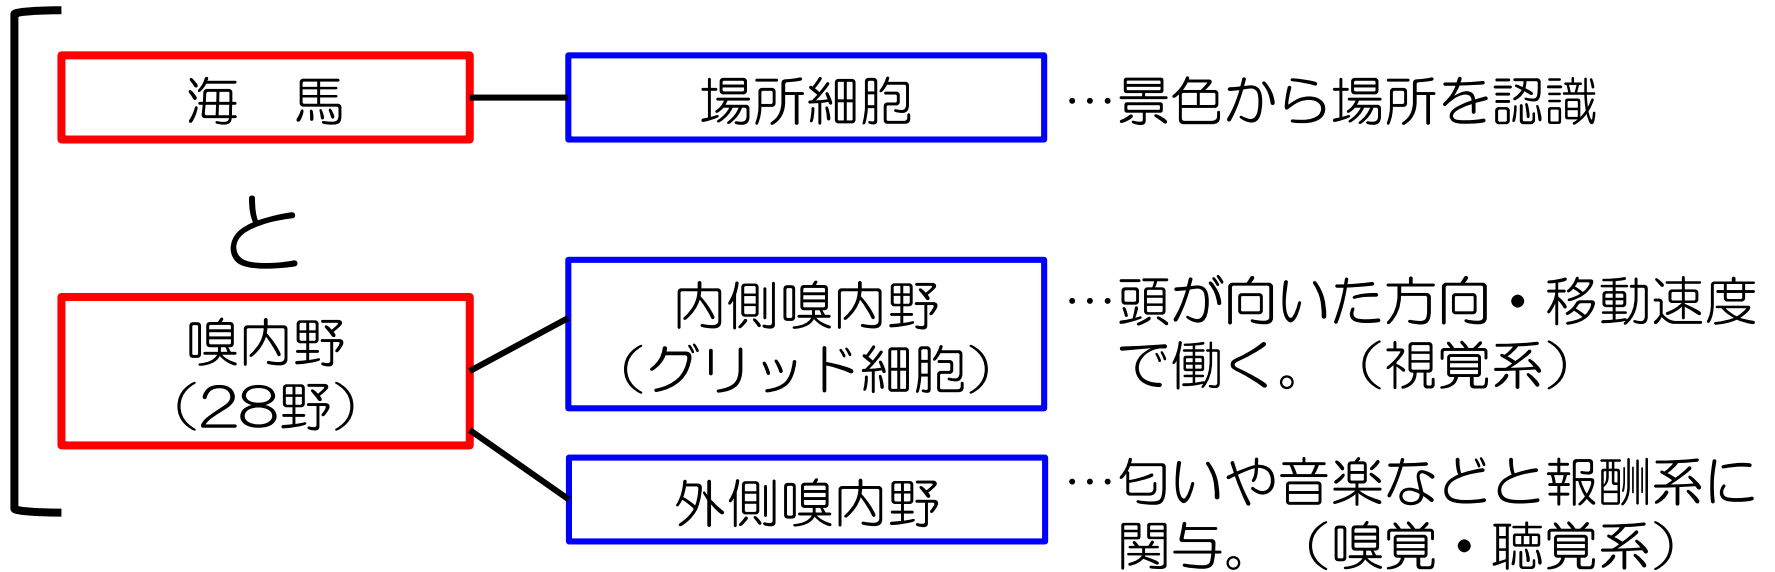 海　馬
場所細胞
…景色から場所を認識
と
嗅内野
（28野）
内側嗅内野
（グリッド細胞）
…頭が向いた方向・移動速度
で働く。（視覚系）
外側嗅内野
…匂いや音楽などと報酬系に
関与。（嗅覚・聴覚系）